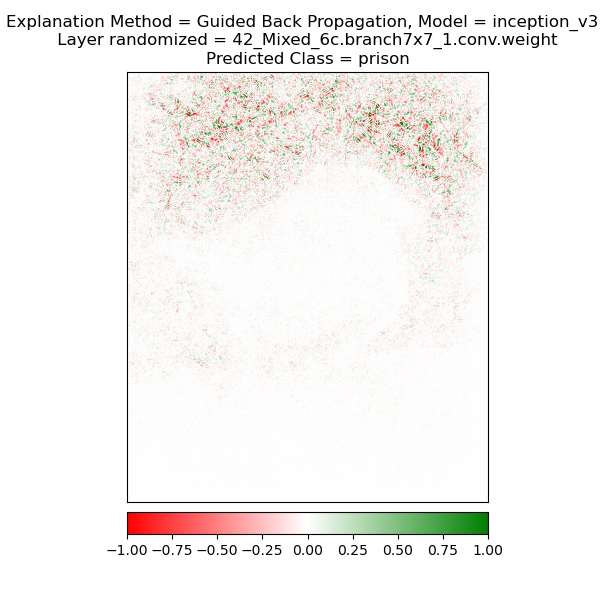 Explanation Method = Guided Back Propagation, Model = inception_v3
Layer randomized = 42_Mixed_6c.branch7x7_1.conv.weight
Predicted Class = prison
−1.00 −0.75 −0.50 −0.25 0.00 0.25 0.50 0.75 1.00